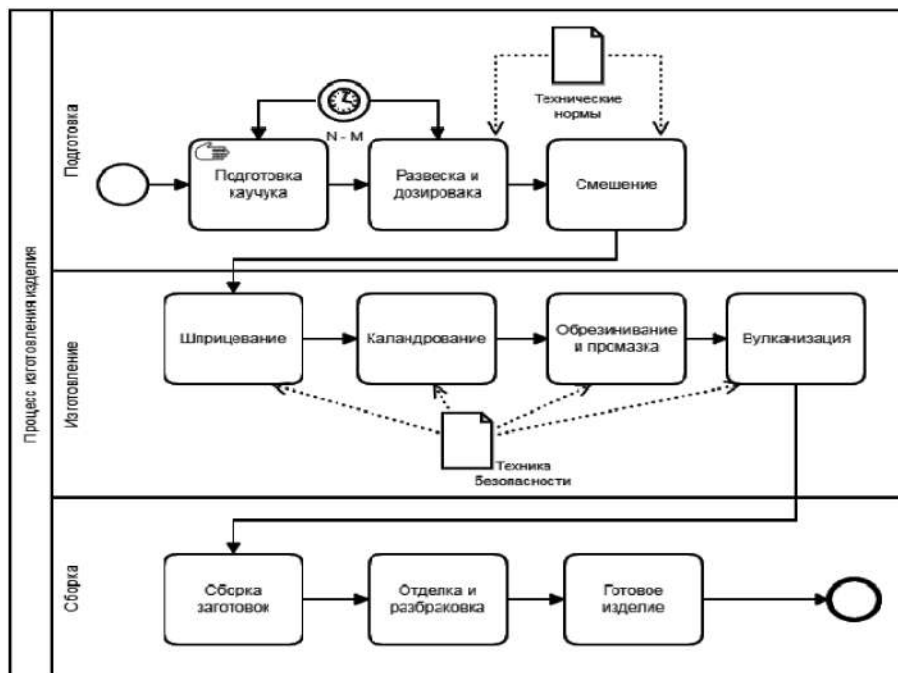 Процесс изготовления изделия
Подготовка
Технические
нормы
N - M
Подготовка
каучука
Развеска и
дозировака
Смешение
Изготовление
Шприцевание
Каландрование
Обрезинивание
и промазка
Вулканизация
Техника
безопасности
Сборка
Сборка
заготовок
Отделка и
разбраковка
Готовое
изделие